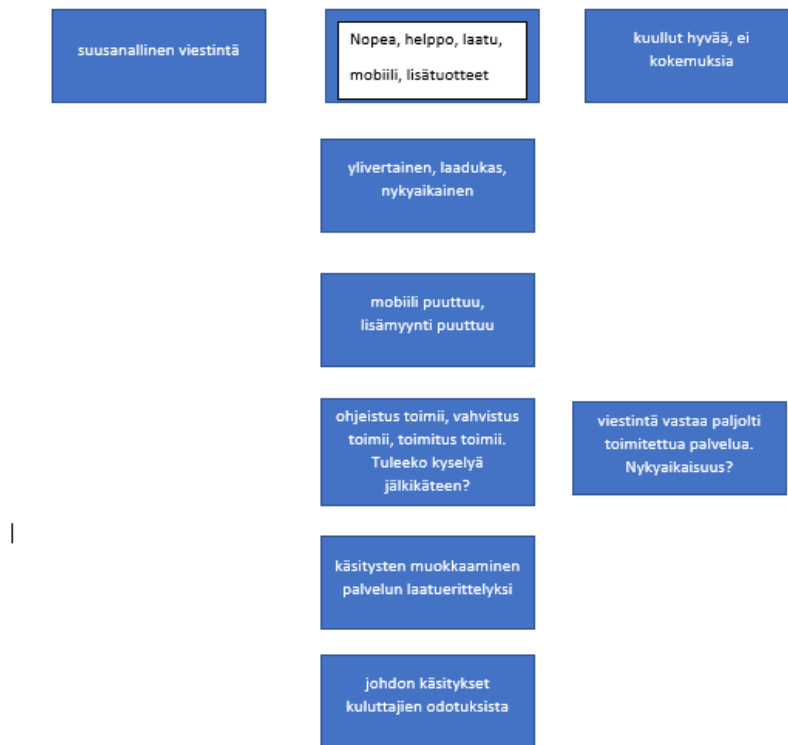 suusanallinen viestintä
Nopea, helppo, laatu,
mobiili, lisätuotteet
kuullut hyvää, ei
kokemuksia
ylivertainen, laadukas,
nykyaikainen
mobiili puuttuu,
lisämyynti puuttuu
ohjeistus toimii, vahvistus
toimii, toimitus toimii.
Tuleeko kyselyä
jälkikäteen?
viestintä vastaa paljolti
toimitettua palvelua.
Nykyaikaisuus?
käsitysten muokkaaminen
palvelun laatuerittelyksi
johdon käsitykset
kuluttajien odotuksista